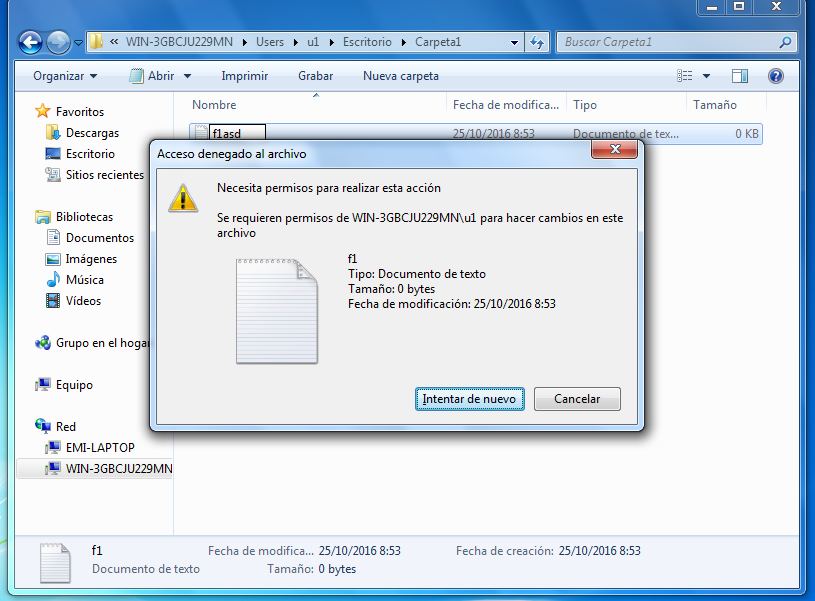 « WIN-3GBCJU229MN ▸ Users ▸ u1 ▸ Escritorio ▸ Carpeta1
Buscar Carpeta1
Organizar ▾ Abrir ▾ Imprimir Grabar Nueva carpeta
Nombre Fecha de modifica... Tipo Tamaño
f1asd 25/10/2016 8:53 Documento de tex... 0 KB
Favoritos
Descargas
Escritorio
Sitios recientes
Bibliotecas
Documentos
Imágenes
Música
Vídeos
Grupo en el hogar
Equipo
Red
EMI-LAPTOP
WIN-3GBCJU229MN
Acceso denegado al archivo
Necesita permisos para realizar esta acción
Se requieren permisos de WIN-3GBCJU229MN\u1 para hacer cambios en este
archivo
f1
Tipo: Documento de texto
Tamaño: 0 bytes
Fecha de modificación: 25/10/2016 8:53
Intentar de nuevo Cancelar
f1 Fecha de modifica... 25/10/2016 8:53 Fecha de creación: 25/10/2016 8:53
Documento de texto Tamaño: 0 bytes